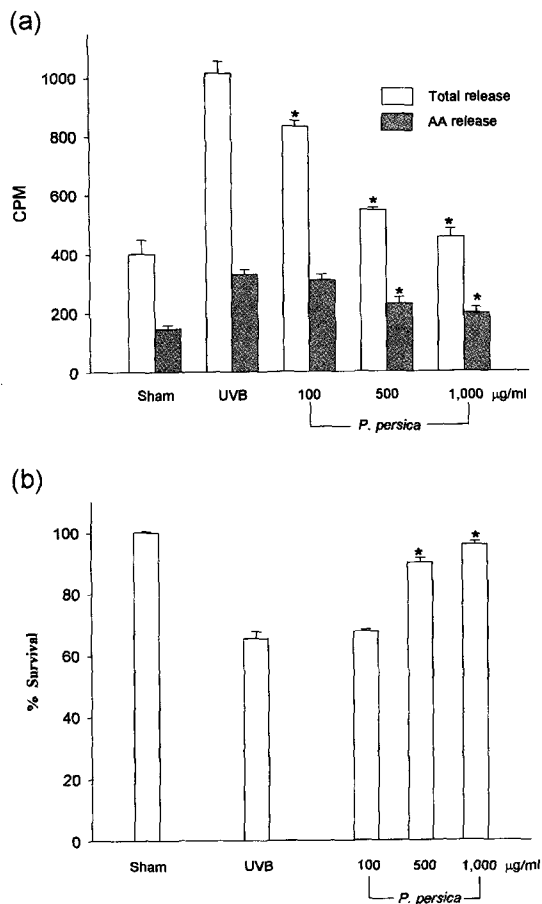 (a)
1000
800
600
400
200
0
CPM
Total release
AA release
*
*
*
*
*
Sham UVB 100 500 1,000 μg/ml
P. persica
(b)
100
80
60
40
20
0
% Survival
*
*
Sham UVB 100 500 1,000 μg/ml
P. persica